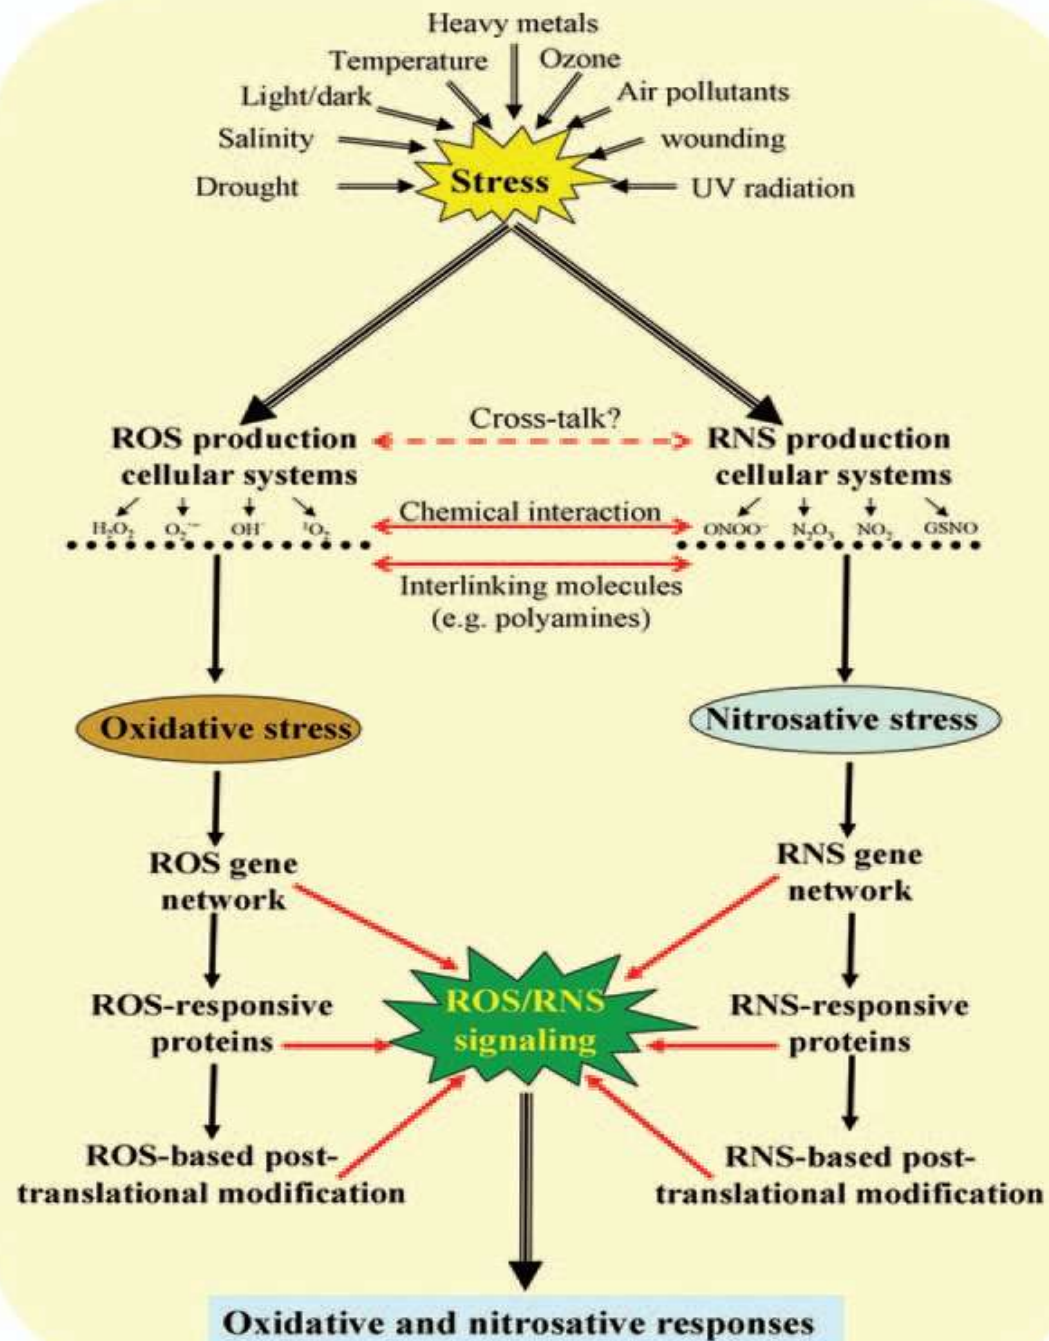 Heavy metals
Temperature
Ozone
Light/dark
Air pollutants
Salinity
wounding
Drought
Stress
UV radiation
Cross-talk?
ROS production
cellular systems
RNS production
cellular systems
Chemical interaction
H₂O₂ O₂·⁻ OH· ¹O₂
ONOO⁻ N₂O₃ NO₂ GSNO
Interlinking molecules
(e.g. polyamines)
Oxidative stress
Nitrosative stress
ROS gene
network
RNS gene
network
ROS/RNS
signaling
ROS-responsive
proteins
RNS-responsive
proteins
ROS-based post-
translational modification
RNS-based post-
translational modification
Oxidative and nitrosative responses